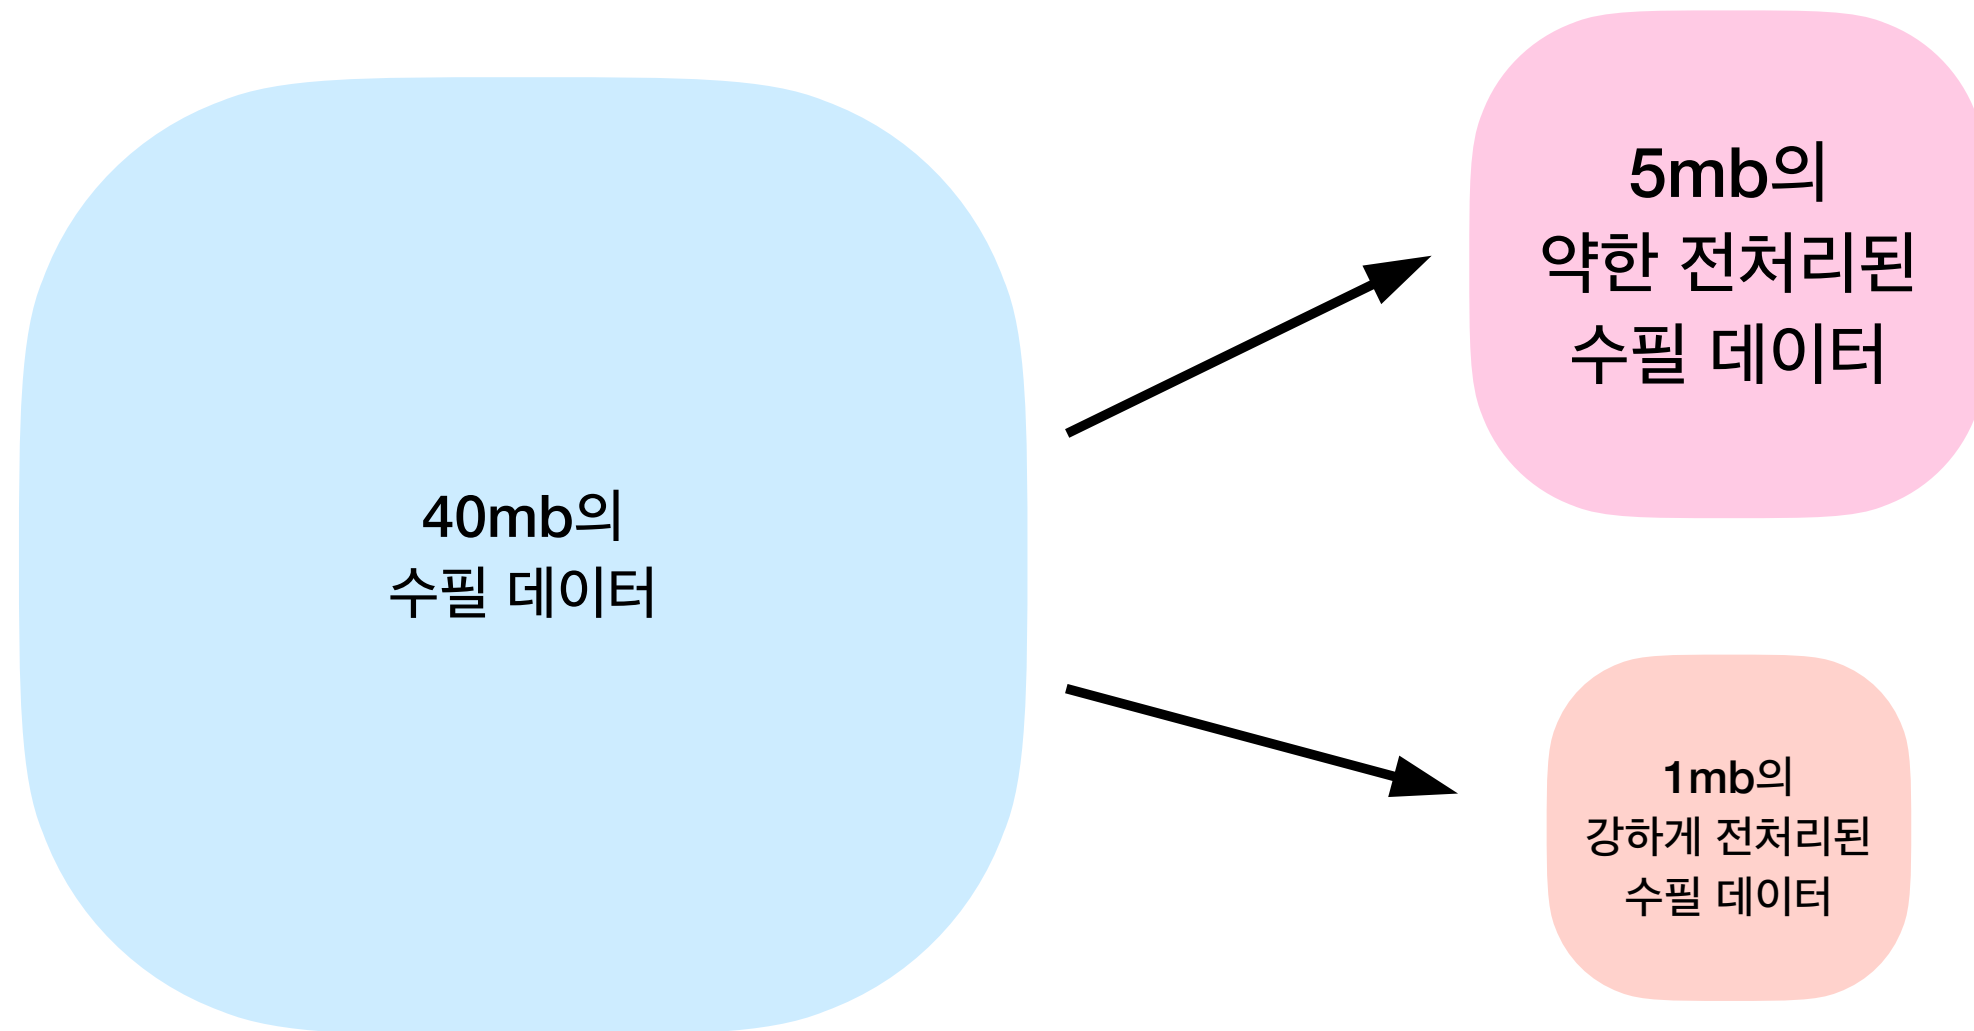 40mb의
수필 데이터
5mb의
약한 전처리된
수필 데이터
1mb의
강하게 전처리된
수필 데이터